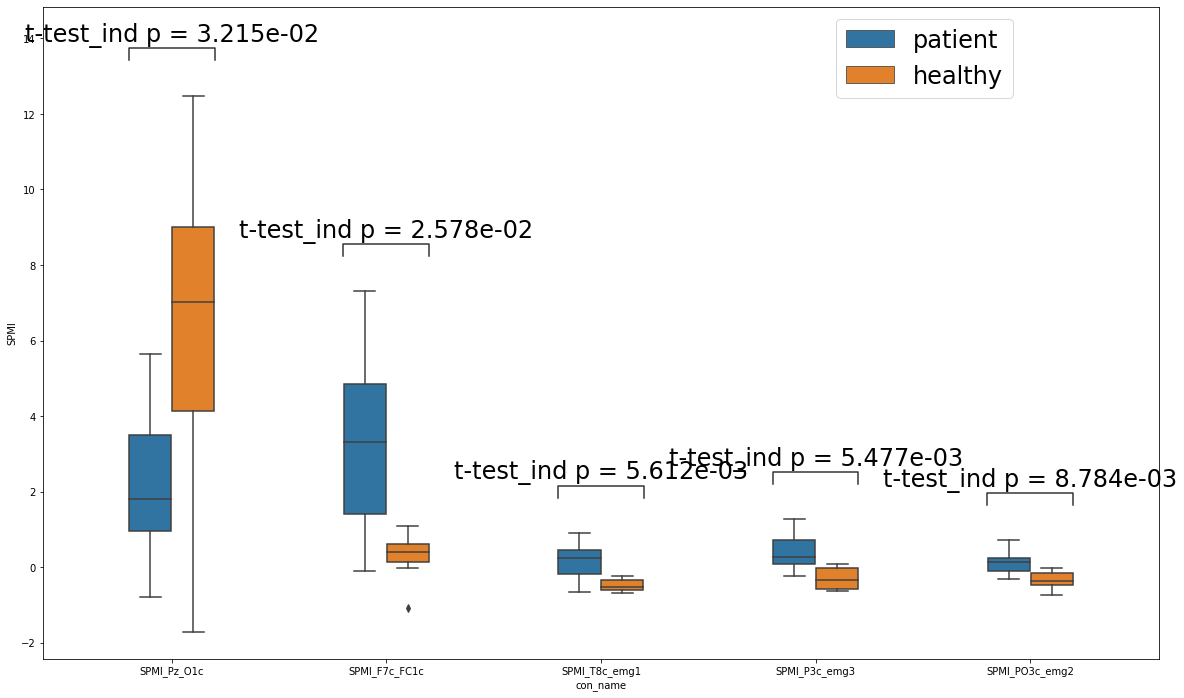 t-test_ind p = 3.215e-02
patient
healthy
t-test_ind p = 2.578e-02
t-test_ind p = 5.612e-03
t-test_ind p = 5.477e-03
t-test_ind p = 8.784e-03
14
12
10
8
6
4
2
0
−2
SPMI
SPMI_Pz_O1c
SPMI_F7c_FC1c
SPMI_T8c_emg1
SPMI_P3c_emg3
SPMI_PO3c_emg2
con_name